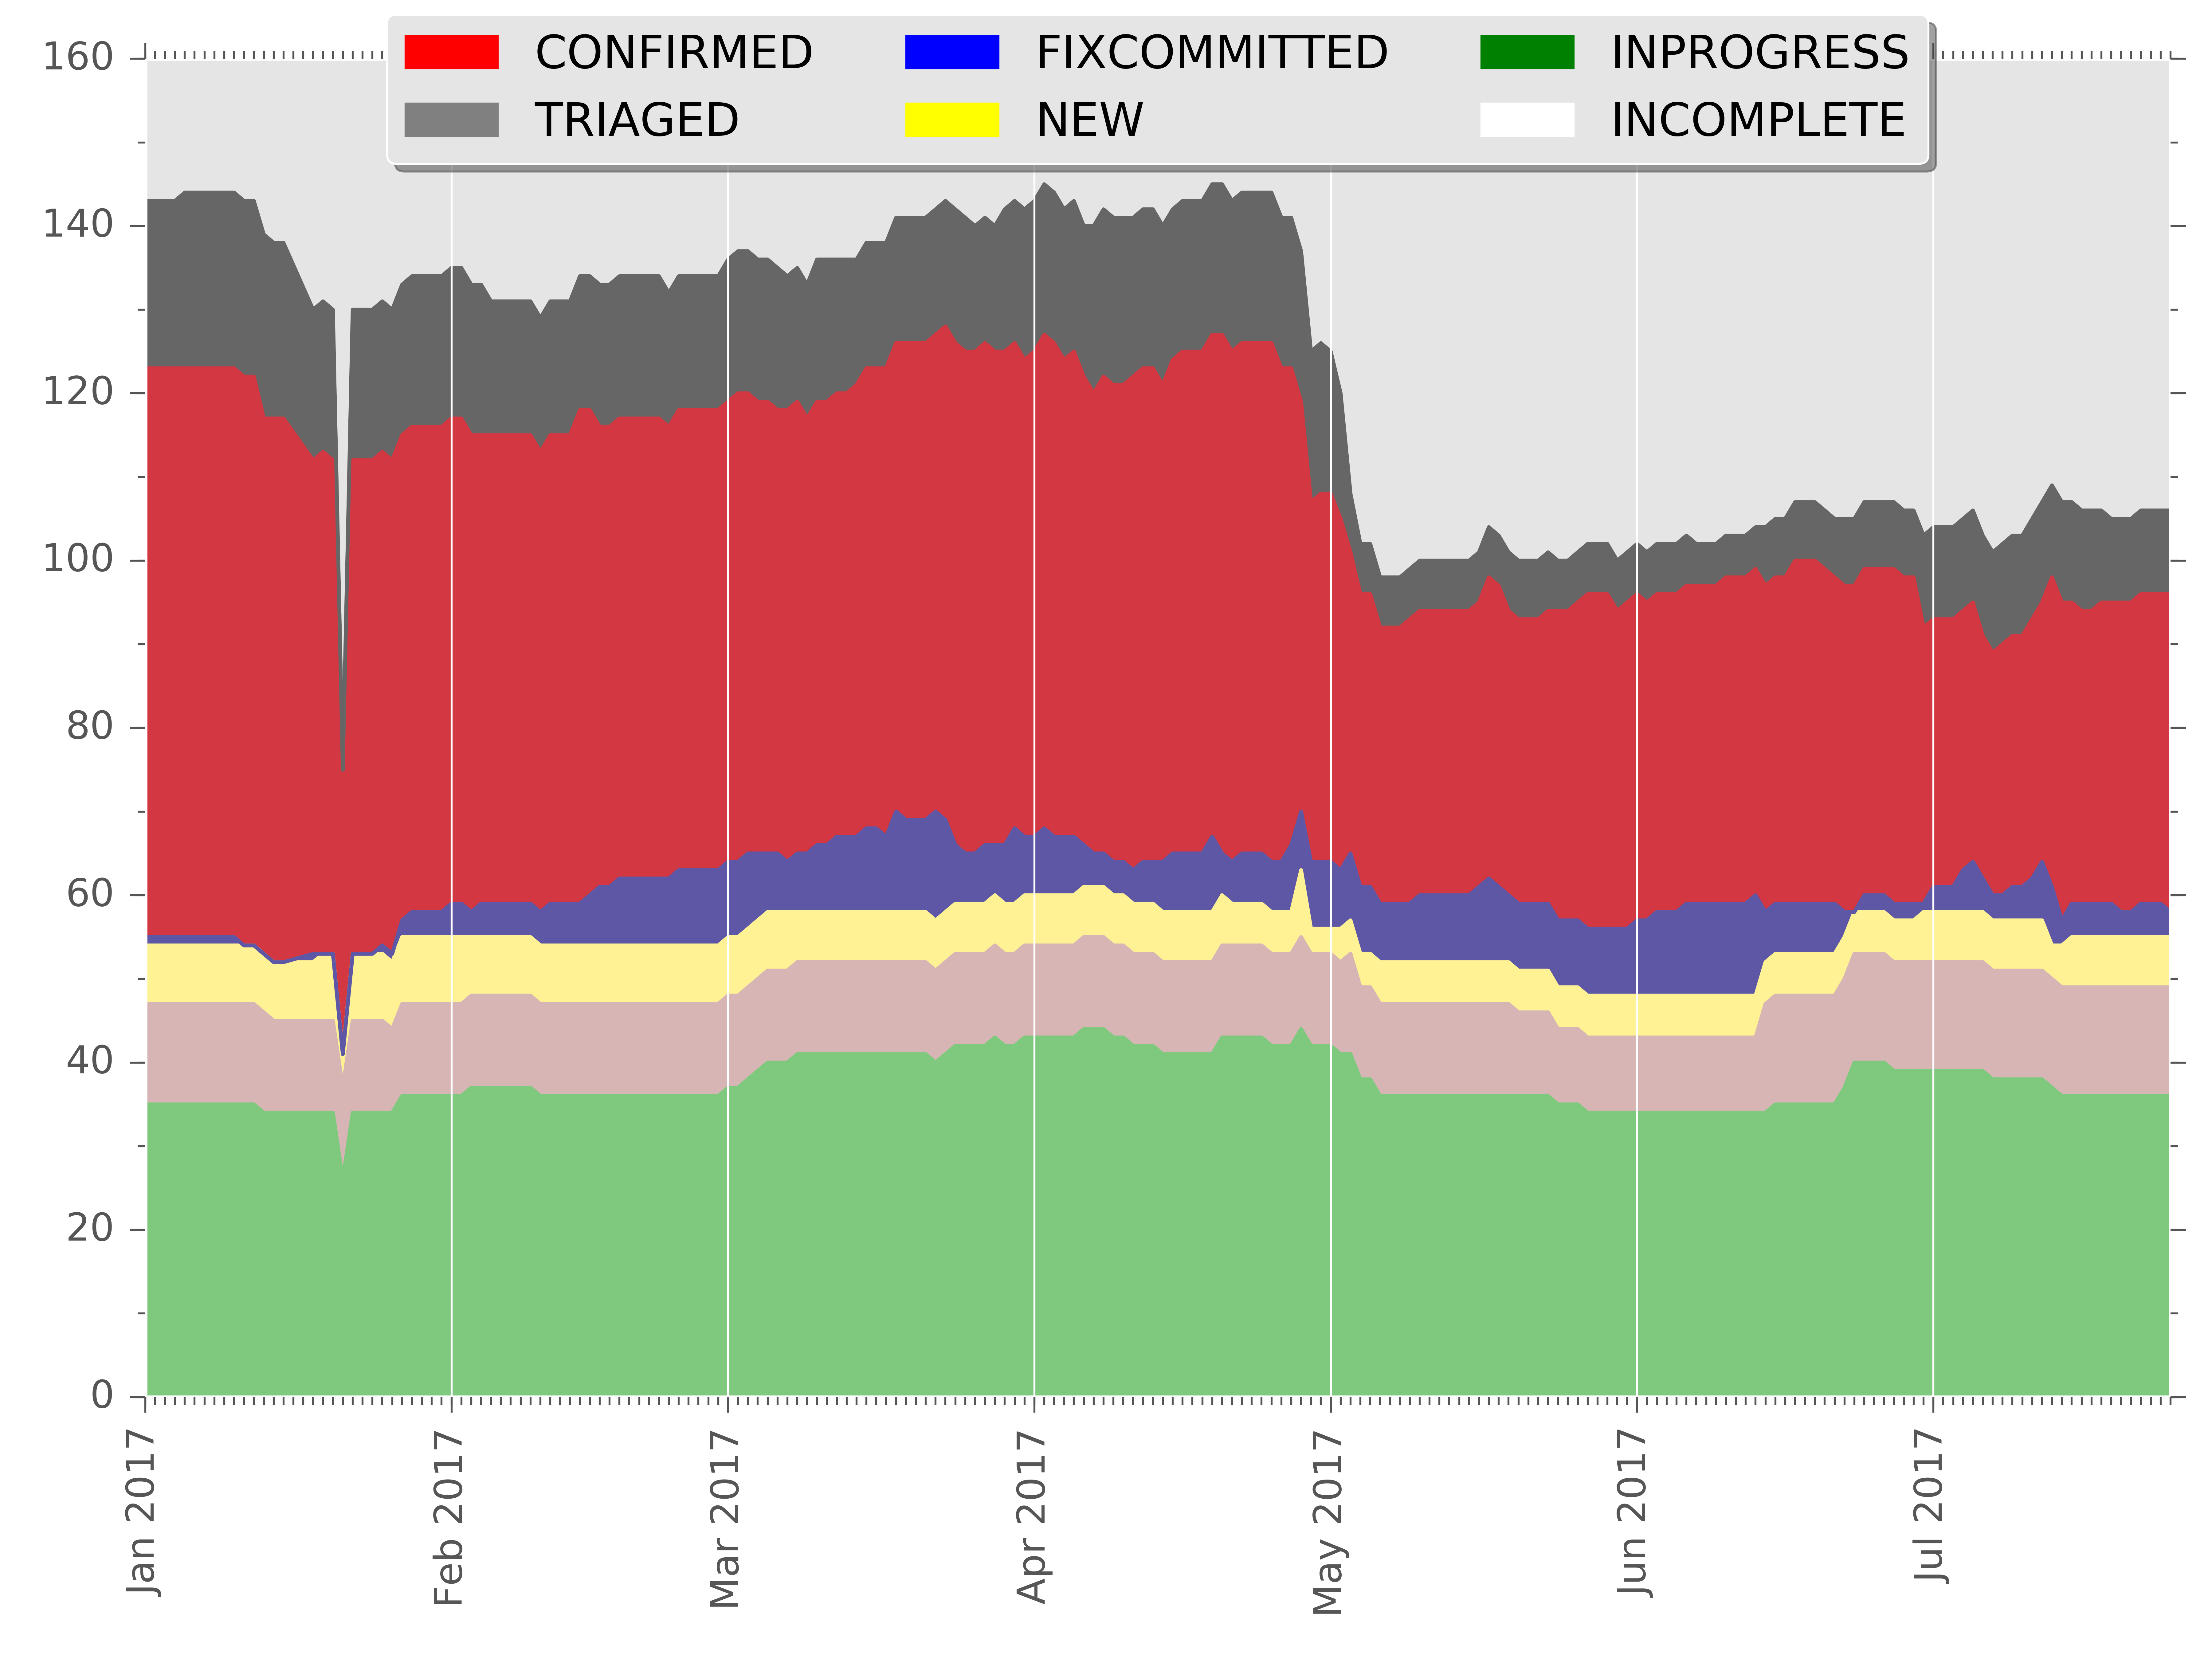 CONFIRMED FIXCOMMITTED INPROGRESS
TRIAGED NEW INCOMPLETE
160
140
120
100
80
60
40
20
0
Jan 2017
Feb 2017
Mar 2017
Apr 2017
May 2017
Jun 2017
Jul 2017